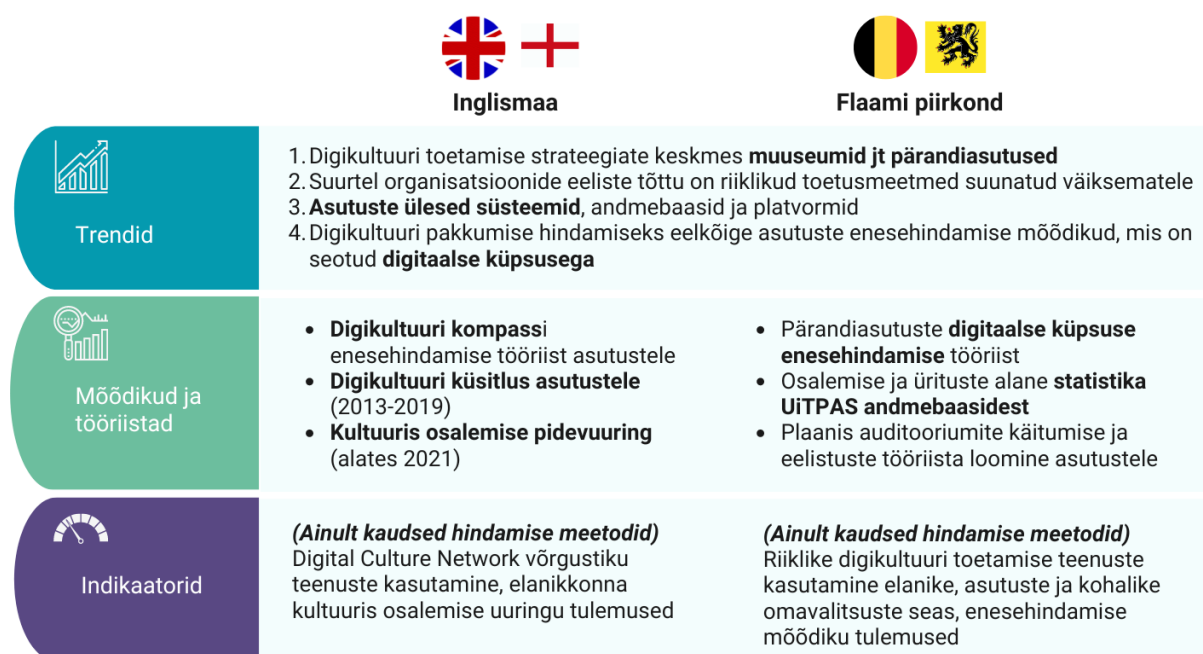 Inglismaa
Flaami piirkond
Trendid
1. Digikultuuri toetamise strateegiate keskmes muuseumid jt pärandiasutused
2. Suurtel organisatsioonide eeliste tõttu on riiklikud toetusmeetmed suunatud väiksematele
3. Asutuste ülesed süsteemid, andmebaasid ja platvormid
4. Digikultuuri pakkumise hindamiseks eelkõige asutuste enesehindamise mõõdikud, mis on
seotud digitaalse küpsusega
Mõõdikud ja
tööriistad
• Digikultuuri kompassi
enesehindamise tööriist asutustele
• Digikultuuri küsitlus asutustele
(2013-2019)
• Kultuuris osalemise pidevuuring
(alates 2021)
• Pärandiasutuste digitaalse küpsuse
enesehindamise tööriist
• Osalemise ja ürituste alane statistika
UiTPAS andmebaasidest
• Plaanis auditooriumite käitumise ja
eelistuste tööriista loomine asutustele
Indikaatorid
(Ainult kaudsed hindamise meetodid)
Digital Culture Network võrgustiku
teenuste kasutamine, elanikkonna
kultuuris osalemise uuringu tulemused
(Ainult kaudsed hindamise meetodid)
Riiklike digikultuuri toetamise teenuste
kasutamine elanike, asutuste ja kohalike
omavalitsuste seas, enesehindamise
mõõdiku tulemused